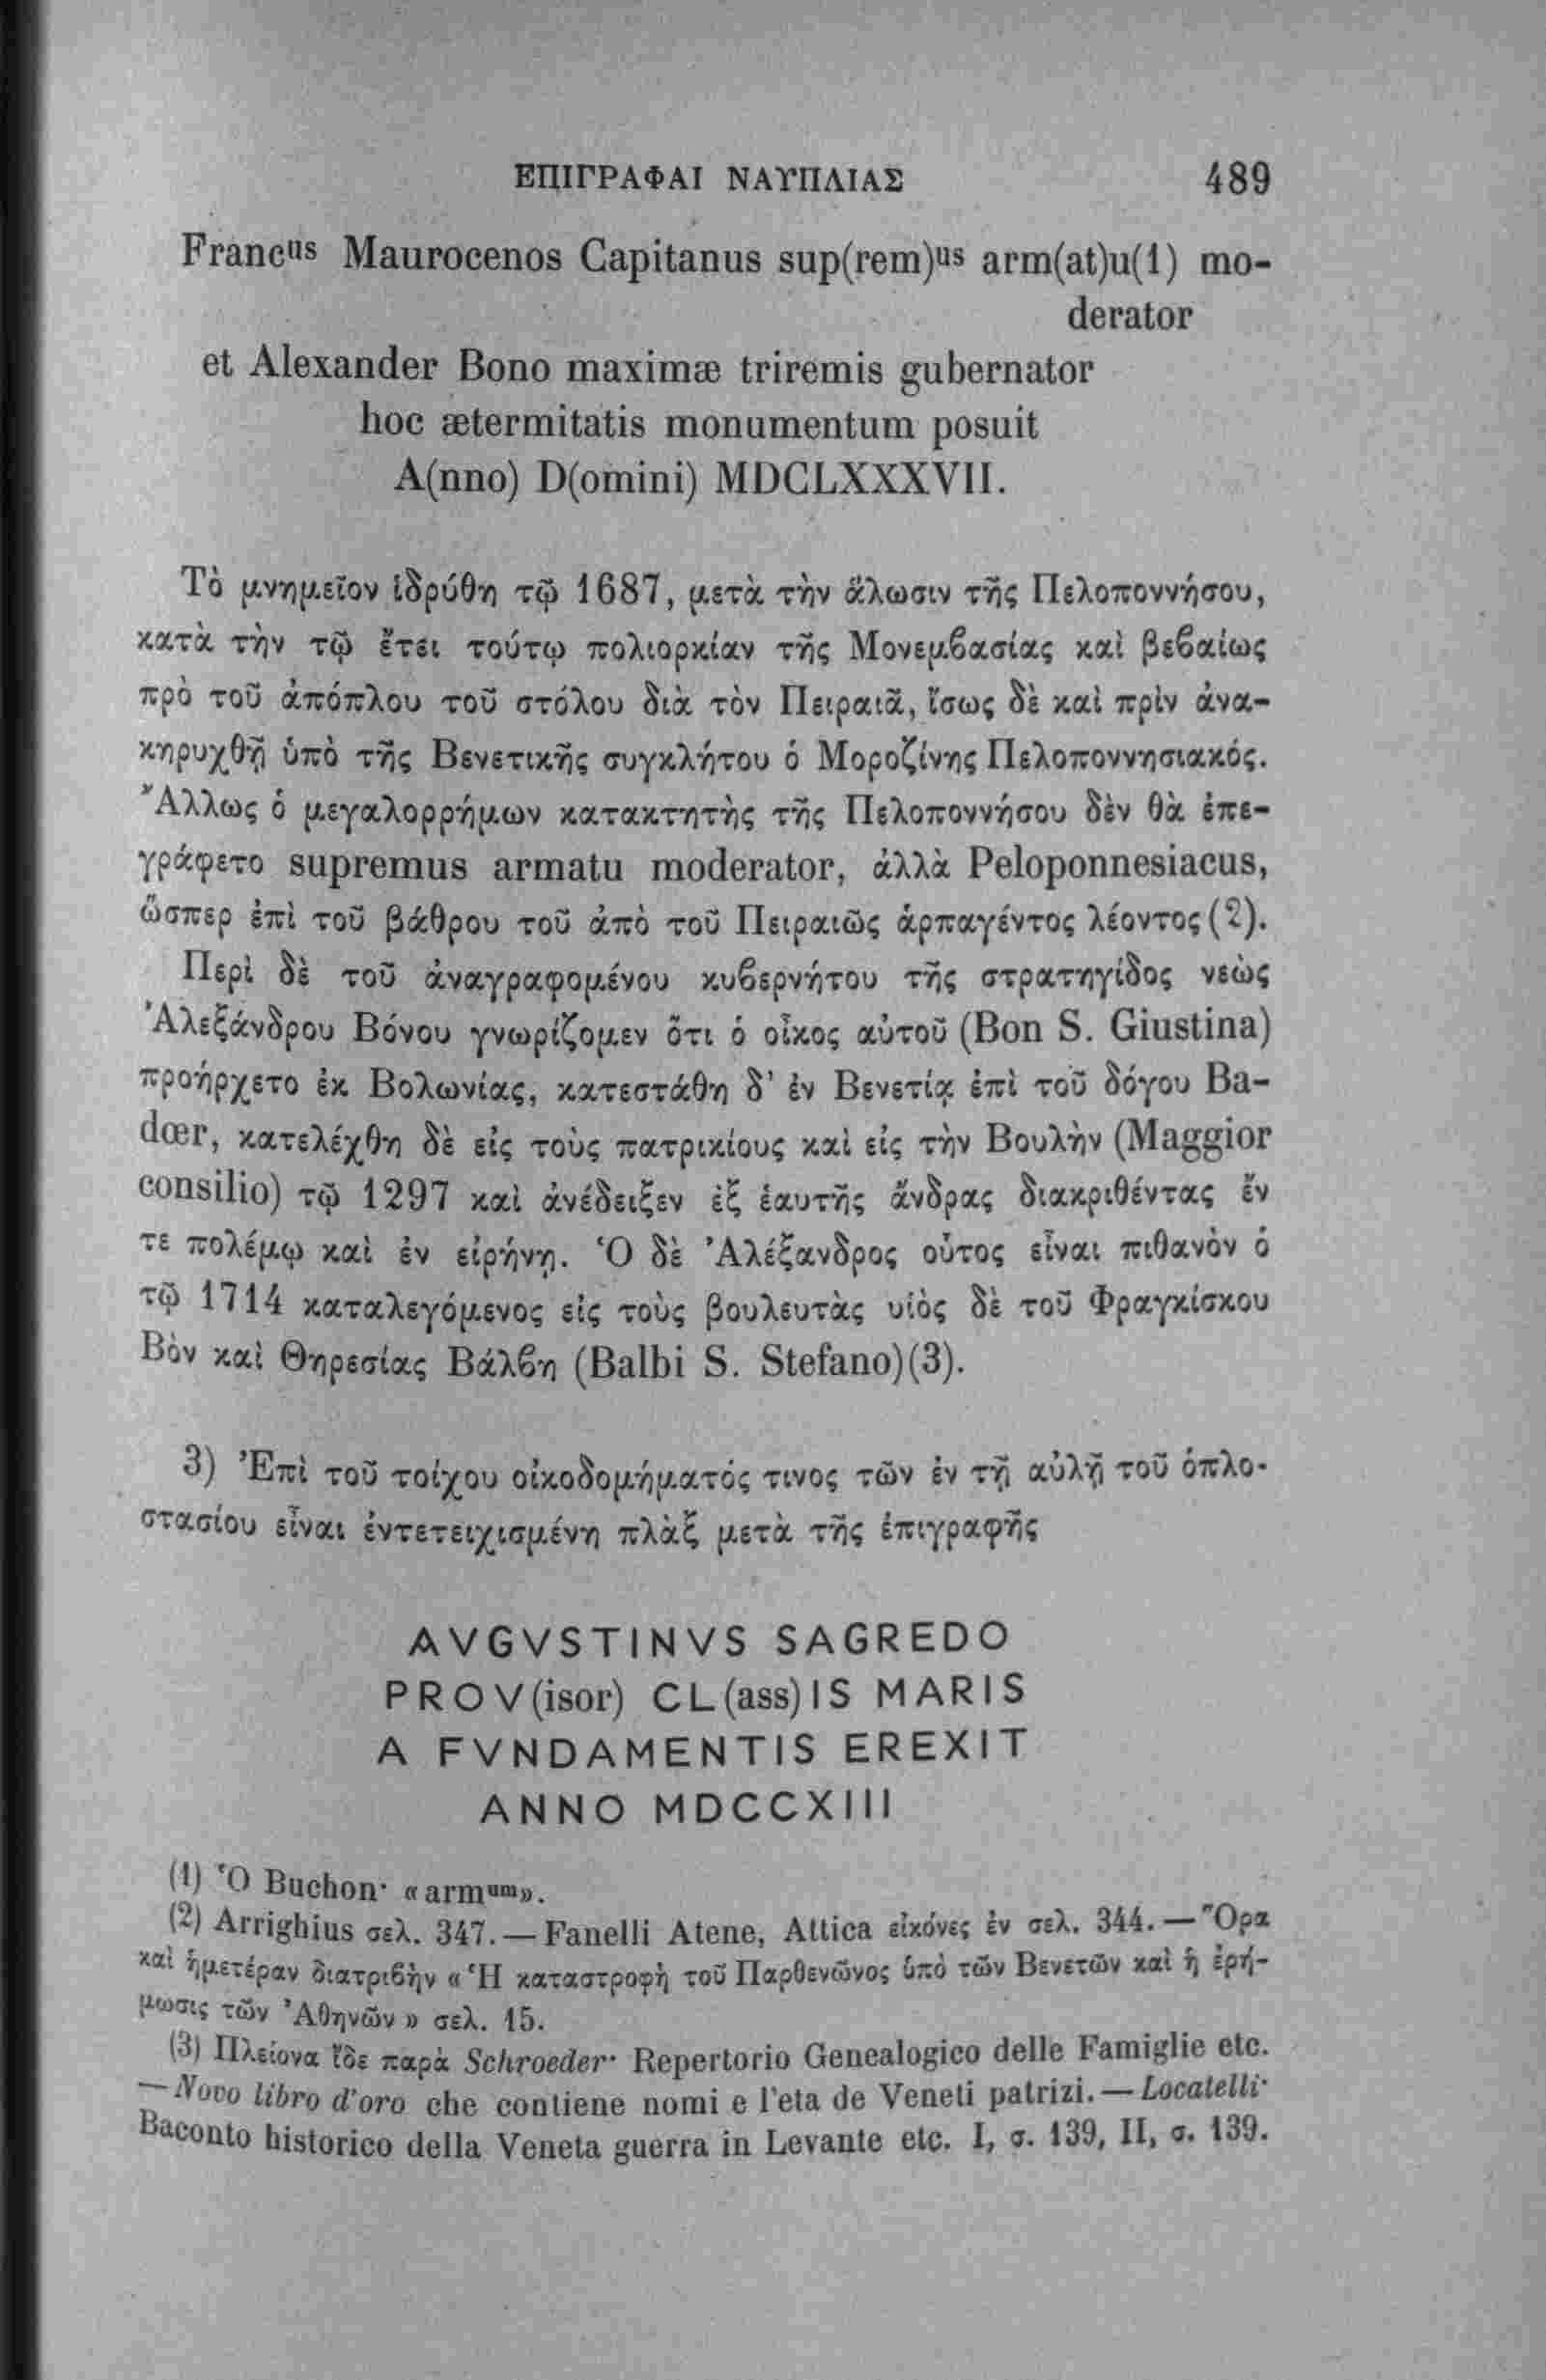 ΕΠΙΓΡΑΦΑΙ ΝΑΥΠΛΙΑΣ 489
Francus Maurocenos Capitanus sup(rem)us arm(at)u(1) mo-
derator
et Alexander Bono maximæ triremis gubernator
hoc ætermitatis monumentum posuit
A(nno) D(omini) MDCLXXXVII.
Τὸ μνημεῖον ἱδρύθη τῷ 1687, μετὰ τὴν ἅλωσιν τῆς Πελοποννήσου,
κατὰ τὴν τῷ ἔτει τούτῳ πολιορκίαν τῆς Μονεμϐασίας καὶ βεϐαίως
πρὸ τοῦ ἀπόπλου τοῦ στόλου διὰ τὸν Πειραιᾶ, ἴσως δὲ καὶ πρὶν ἀνα-
κηρυχθῇ ὑπὸ τῆς Βενετικῆς συγκλήτου ὁ Μοροζίνης Πελοποννησιακός.
Ἄλλως ὁ μεγαλορρήμων κατακτητὴς τῆς Πελοποννήσου δὲν θὰ ἐπε-
γράφετο supremus armatu moderator, ἀλλὰ Peloponnesiacus,
ὥσπερ ἐπὶ τοῦ βάθρου τοῦ ἀπὸ τοῦ Πειραιῶς ἁρπαγέντος λέοντος(2).
Περὶ δὲ τοῦ ἀναγραφομένου κυϐερνήτου τῆς στρατηγίδος νεὼς
Ἀλεξάνδρου Βόνου γνωρίζομεν ὅτι ὁ οἶκος αὐτοῦ (Bon S. Giustina)
προήρχετο ἐκ Βολωνίας, κατεστάθη δ' ἐν Βενετίᾳ ἐπὶ τοῦ δόγου Ba-
dœr, κατελέχθη δὲ εἰς τοὺς πατρικίους καὶ εἰς τὴν Βουλὴν (Maggior
consilio) τῷ 1297 καὶ ἀνέδειξεν ἐξ ἑαυτῆς ἄνδρας διακριθέντας ἔν
τε πολέμῳ καὶ ἐν εἰρήνῃ. Ὁ δὲ Ἀλέξανδρος οὗτος εἶναι πιθανὸν ὁ
τῷ 1714 καταλεγόμενος εἰς τοὺς βουλευτὰς υἱὸς δὲ τοῦ Φραγκίσκου
Βὸν καὶ Θηρεσίας Βάλϐη (Balbi S. Stefano)(3).
3) Ἐπὶ τοῦ τοίχου οἰκοδομήματός τινος τῶν ἐν τῇ αὐλῇ τοῦ ὁπλο-
στασίου εἶναι ἐντετειχισμένη πλὰξ μετὰ τῆς ἐπιγραφῆς
AVGVSTINVS SAGREDO
PROV(isor) CL(ass)IS MARIS
A FVNDAMENTIS EREXIT
ANNO MDCCXIII
(1) Ὁ Buchon· «armum».
(2) Arrighius σελ. 347.—Fanelli Atene, Attica εἰκόνες ἐν σελ. 344.—Ὅρα
καὶ ἡμετέραν διατριϐὴν «Ἡ καταστροφὴ τοῦ Παρθενῶνος ὑπὸ τῶν Βενετῶν καὶ ἡ ἐρή-
μωσις τῶν Ἀθηνῶν» σελ. 15.
(3) Πλείονα ἴδε παρὰ Schroeder· Repertorio Genealogico delle Famiglie etc.
—Novo libro d'oro che contiene nomi e l'eta de Veneti patrizi.—Locatelli·
Baconto historico della Veneta guerra in Levante etc. I, σ. 139, II, σ. 139.